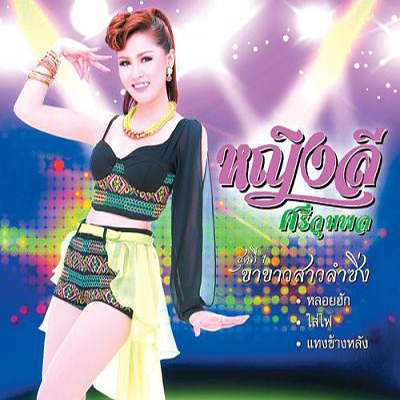 หญิงลี
ศรีจุมพล
ชุดที่ 1
ขาขาวสาวลำซิ่ง
• หลอยฮัก
• ใส่ไฟ
• แทงข้างหลัง